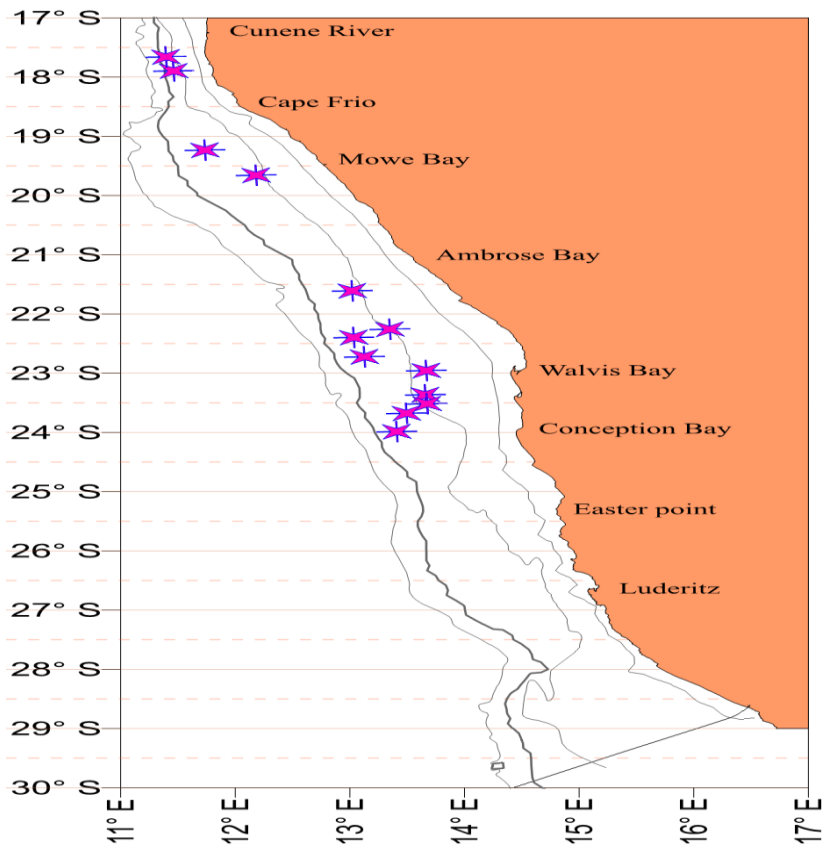 17° S
Cunene River
18° S
Cape Frio
19° S
Mowe Bay
20° S
21° S
Ambrose Bay
22° S
23° S
Walvis Bay
24° S
Conception Bay
25° S
Easter point
26° S
Luderitz
27° S
28° S
29° S
30° S
11°E
12°E
13°E
14°E
15°E
16°E
17°E